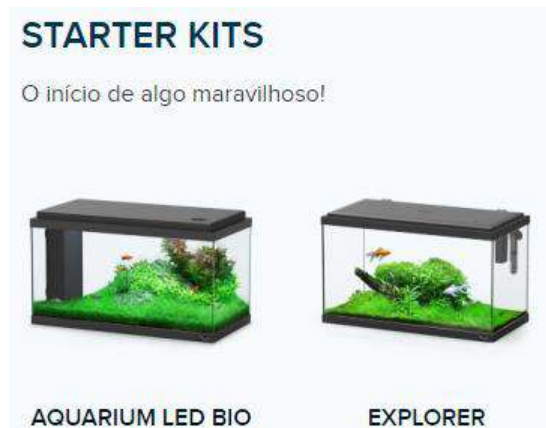 STARTER KITS
O início de algo maravilhoso!
AQUARIUM LED BIO
EXPLORER